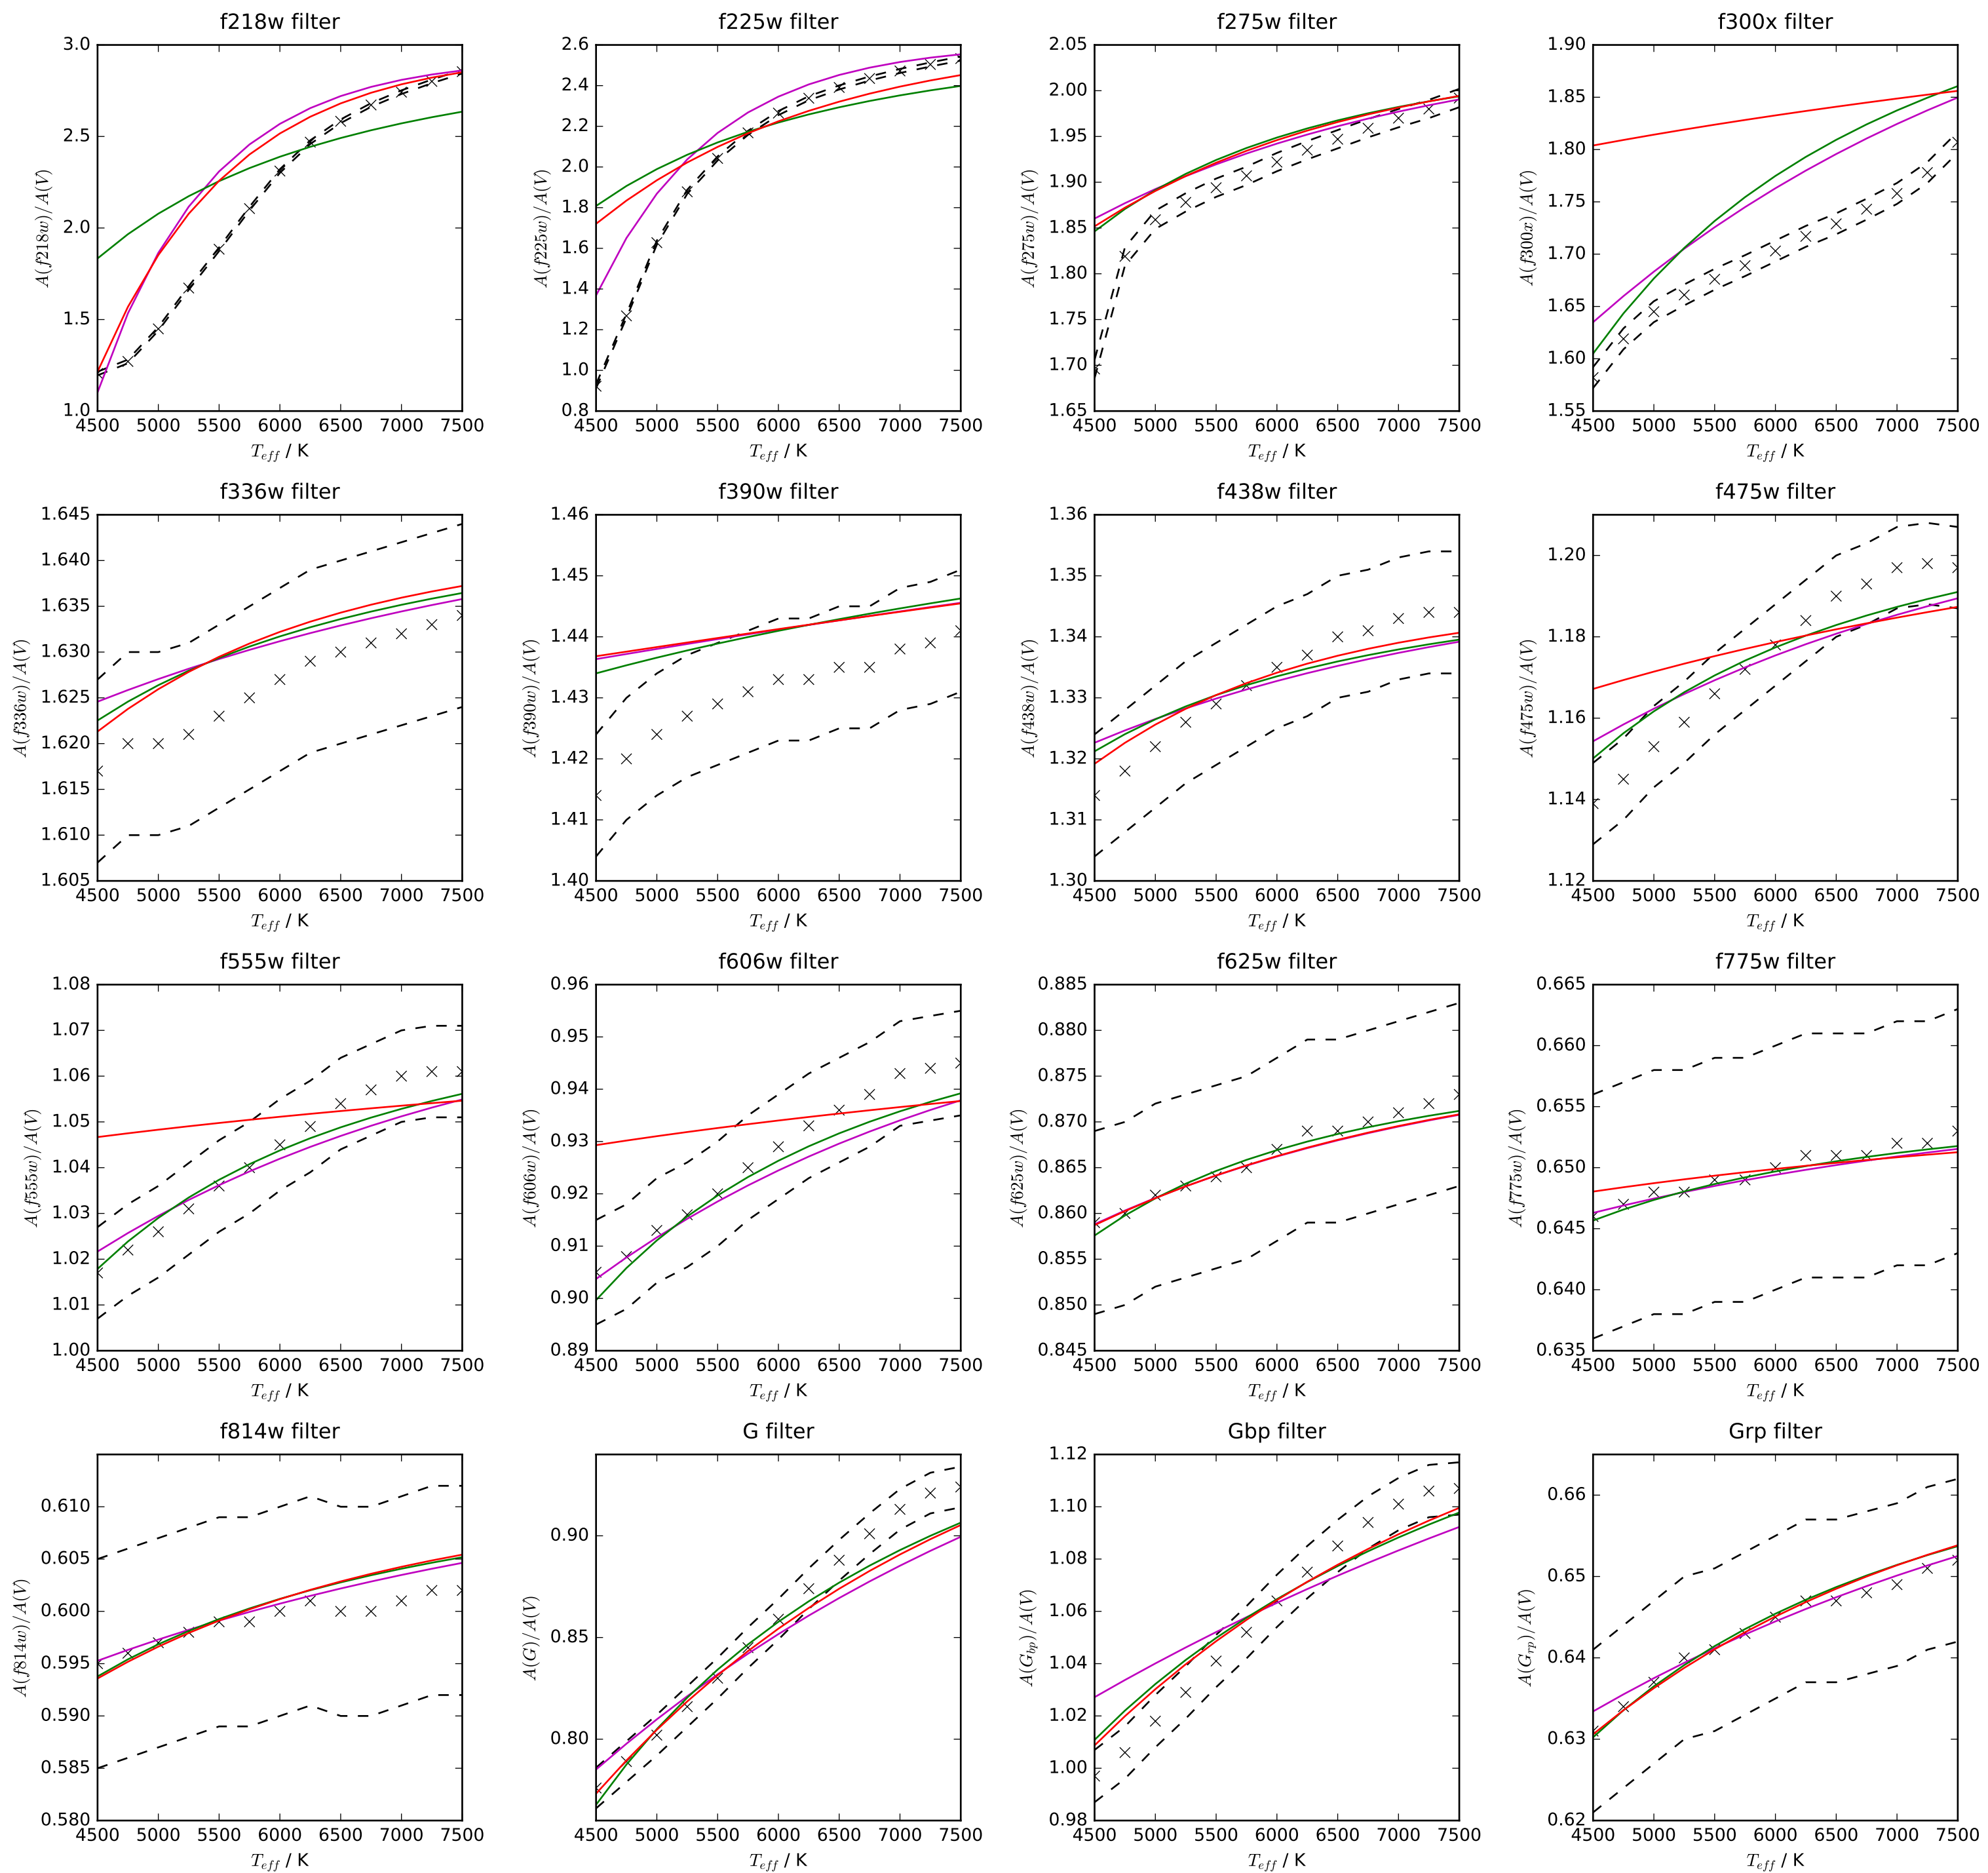 f218w filter
f225w filter
f275w filter
f300x filter
3.0
2.5
2.0
1.5
1.0
A(f218w)/A(V)
4500 5000 5500 6000 6500 7000 7500
T_eff / K
2.6
2.4
2.2
2.0
1.8
1.6
1.4
1.2
1.0
0.8
A(f225w)/A(V)
4500 5000 5500 6000 6500 7000 7500
T_eff / K
2.05
2.00
1.95
1.90
1.85
1.80
1.75
1.70
1.65
A(f275w)/A(V)
4500 5000 5500 6000 6500 7000 7500
T_eff / K
1.90
1.85
1.80
1.75
1.70
1.65
1.60
1.55
A(f300x)/A(V)
4500 5000 5500 6000 6500 7000 7500
T_eff / K
f336w filter
f390w filter
f438w filter
f475w filter
1.645
1.640
1.635
1.630
1.625
1.620
1.615
1.610
1.605
A(f336w)/A(V)
4500 5000 5500 6000 6500 7000 7500
T_eff / K
1.46
1.45
1.44
1.43
1.42
1.41
1.40
A(f390w)/A(V)
4500 5000 5500 6000 6500 7000 7500
T_eff / K
1.36
1.35
1.34
1.33
1.32
1.31
1.30
A(f438w)/A(V)
4500 5000 5500 6000 6500 7000 7500
T_eff / K
1.20
1.18
1.16
1.14
1.12
A(f475w)/A(V)
4500 5000 5500 6000 6500 7000 7500
T_eff / K
f555w filter
f606w filter
f625w filter
f775w filter
1.08
1.07
1.06
1.05
1.04
1.03
1.02
1.01
1.00
A(f555w)/A(V)
4500 5000 5500 6000 6500 7000 7500
T_eff / K
0.96
0.95
0.94
0.93
0.92
0.91
0.90
0.89
A(f606w)/A(V)
4500 5000 5500 6000 6500 7000 7500
T_eff / K
0.885
0.880
0.875
0.870
0.865
0.860
0.855
0.850
0.845
A(f625w)/A(V)
4500 5000 5500 6000 6500 7000 7500
T_eff / K
0.665
0.660
0.655
0.650
0.645
0.640
0.635
A(f775w)/A(V)
4500 5000 5500 6000 6500 7000 7500
T_eff / K
f814w filter
G filter
Gbp filter
Grp filter
0.610
0.605
0.600
0.595
0.590
0.585
0.580
A(f814w)/A(V)
4500 5000 5500 6000 6500 7000 7500
T_eff / K
0.90
0.85
0.80
A(G)/A(V)
4500 5000 5500 6000 6500 7000 7500
T_eff / K
1.12
1.10
1.08
1.06
1.04
1.02
1.00
0.98
A(G_bp)/A(V)
4500 5000 5500 6000 6500 7000 7500
T_eff / K
0.66
0.65
0.64
0.63
0.62
A(G_rp)/A(V)
4500 5000 5500 6000 6500 7000 7500
T_eff / K